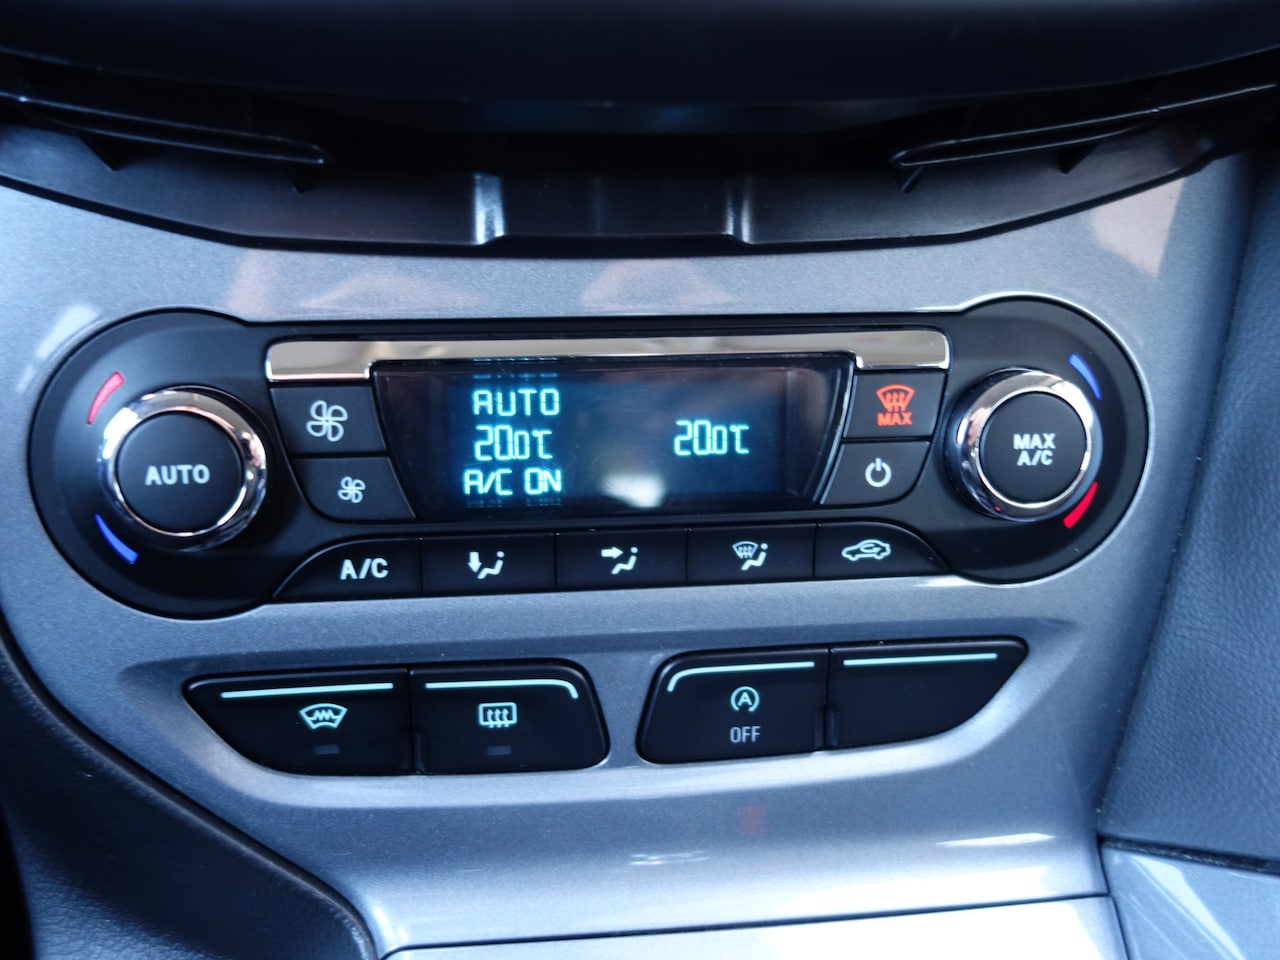 AUTO
AUTO
20.0℃
A/C ON
20.0℃
MAX
MAX
A/C
A/C
A
OFF